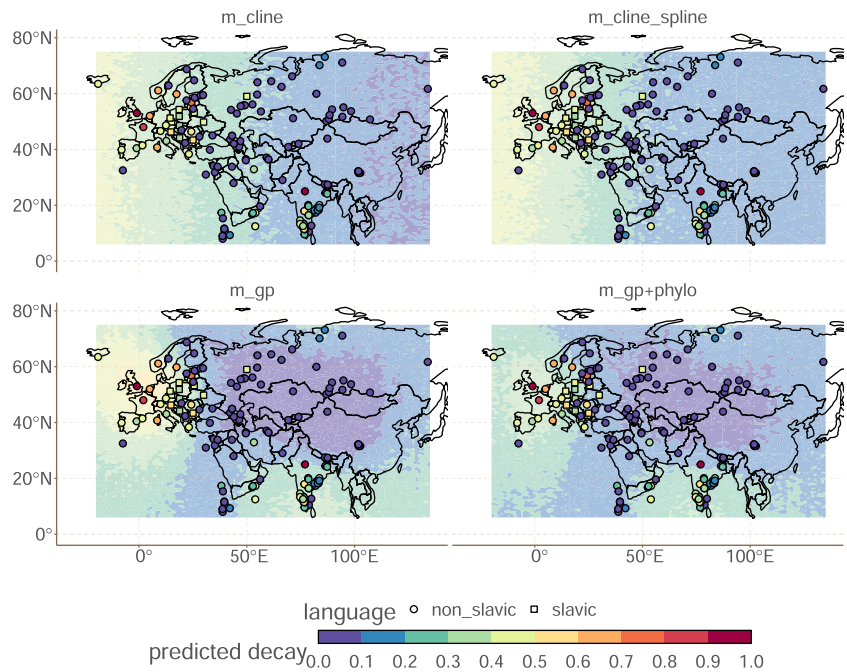 m_cline
m_cline_spline
80°N
60°N
40°N
20°N
0°
m_gp
m_gp+phylo
80°N
60°N
40°N
20°N
0°
0° 50°E 100°E
0° 50°E 100°E
language non_slavic slavic
predicted decay
0.0 0.1 0.2 0.3 0.4 0.5 0.6 0.7 0.8 0.9 1.0